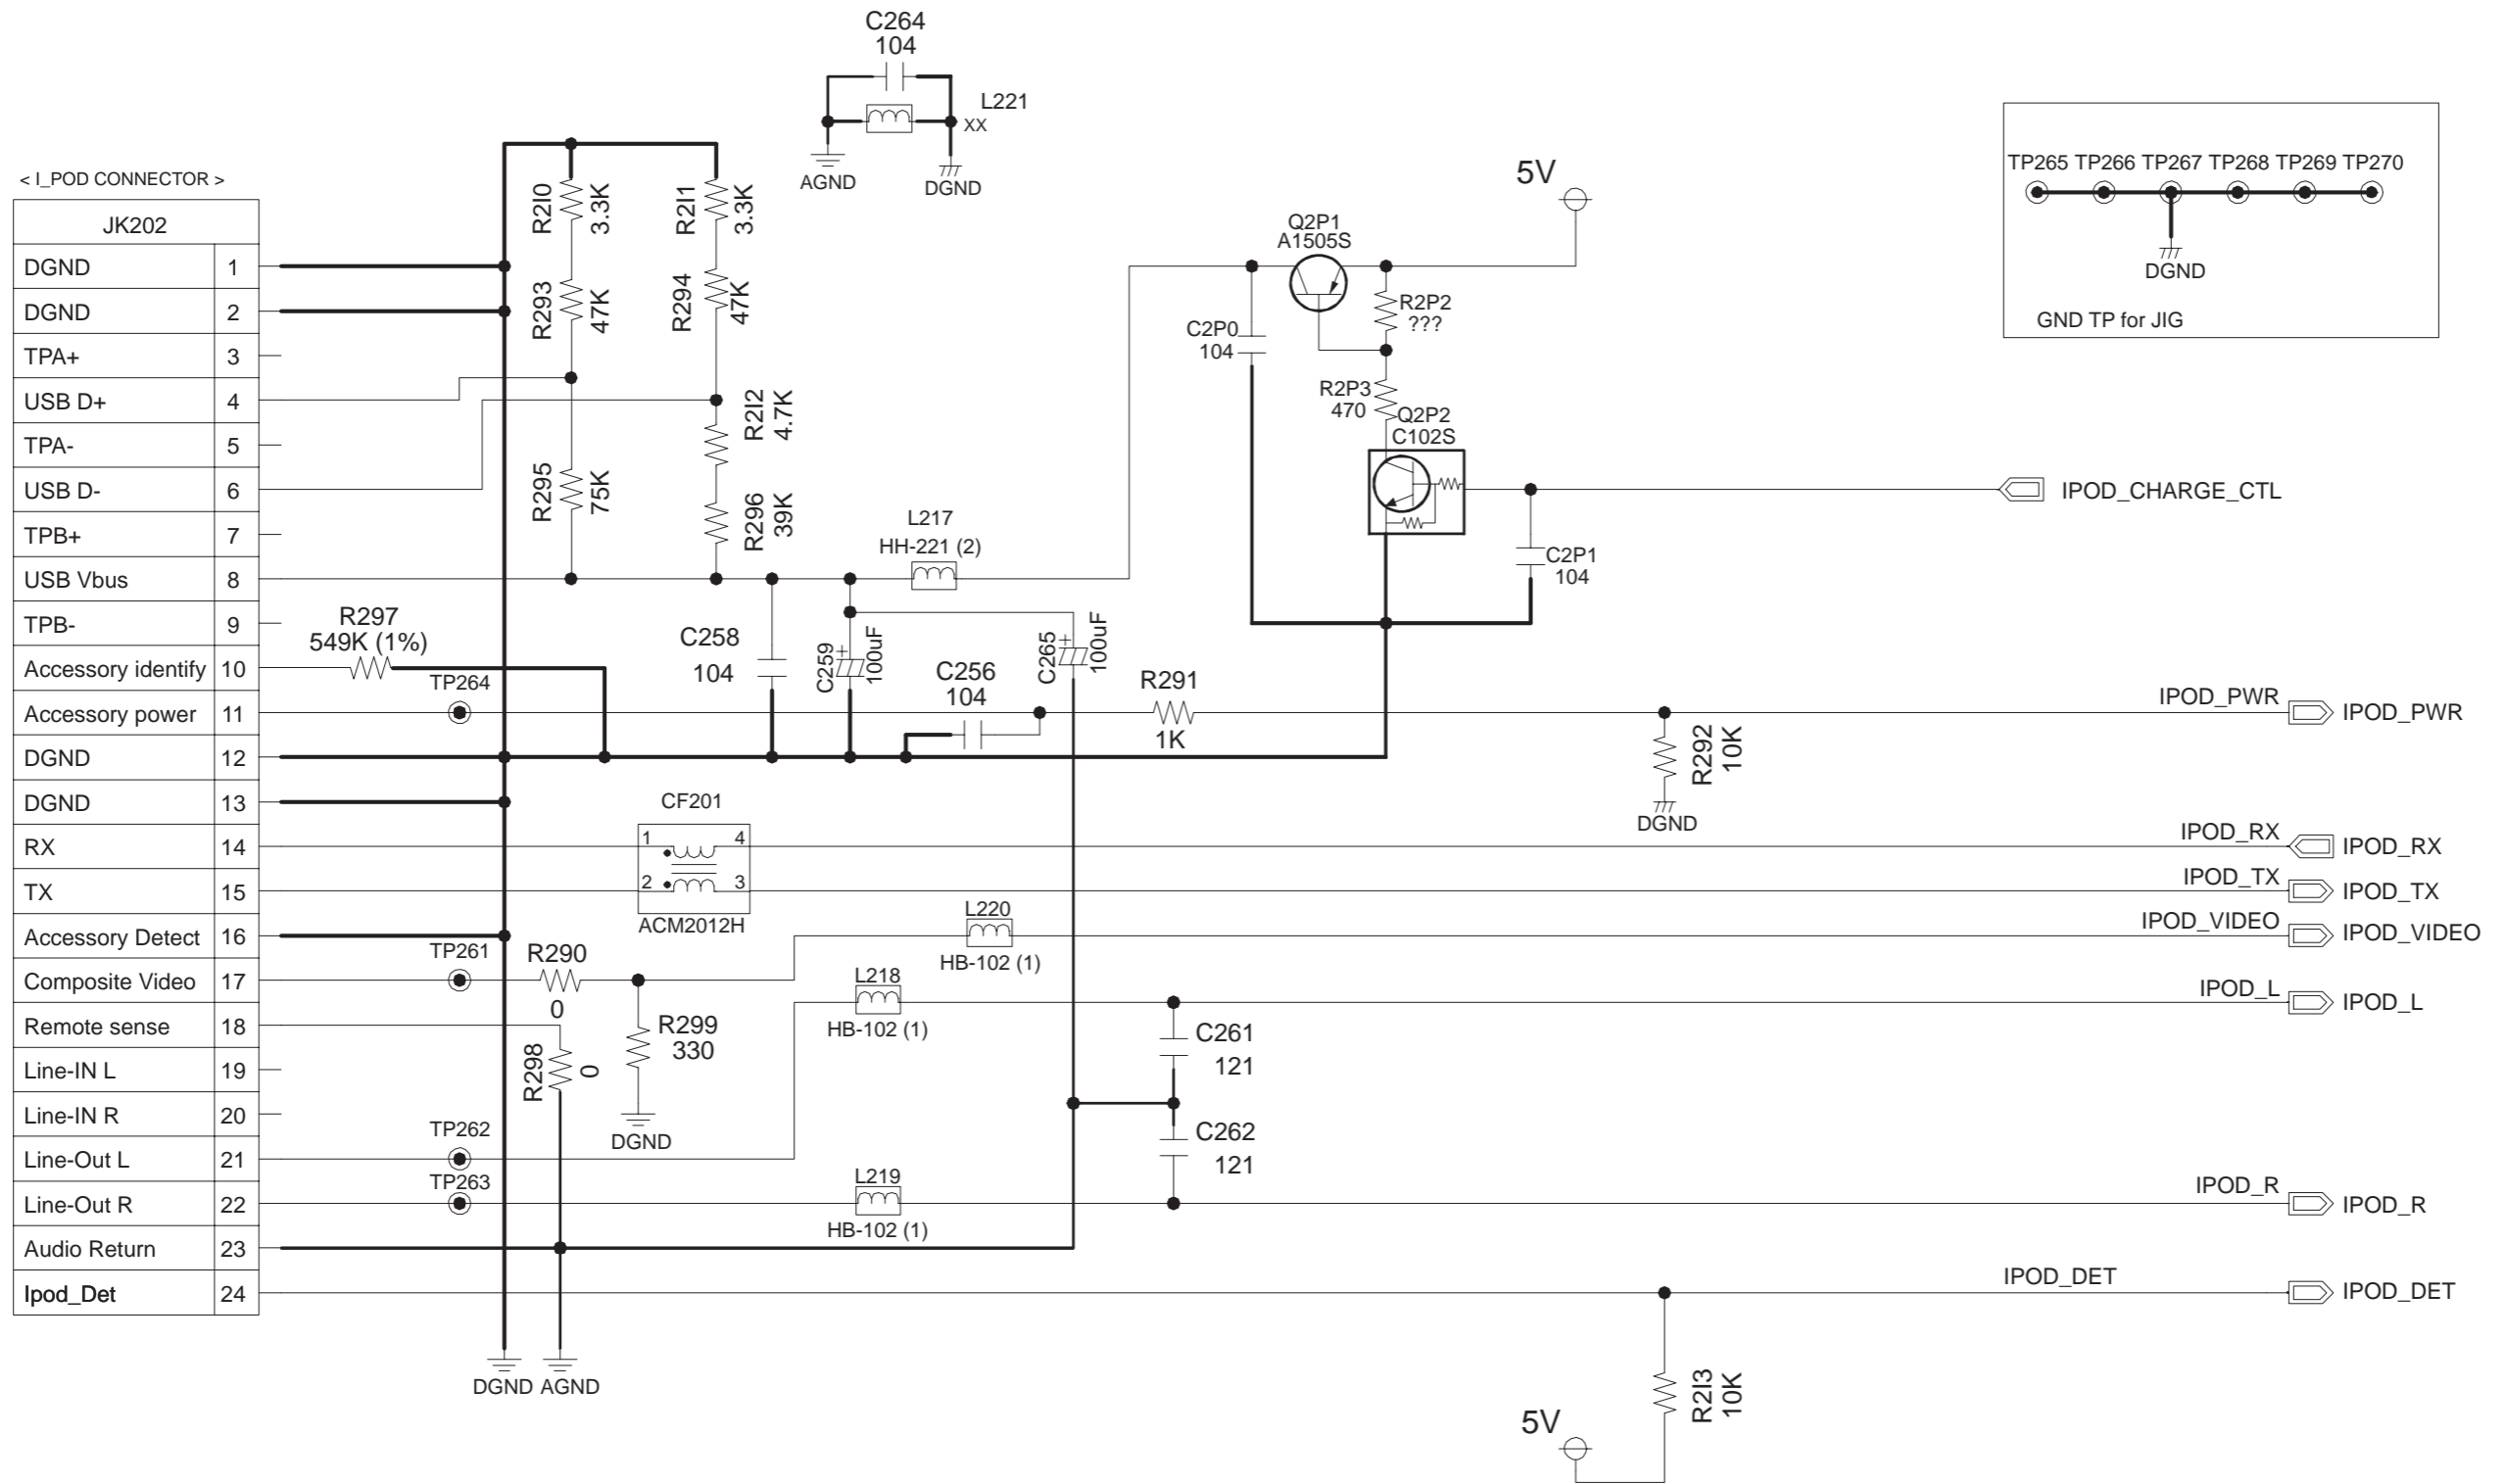 C264
104
L221
XX
AGND
DGND
< I_POD CONNECTOR >
JK202
DGND 1
DGND 2
TPA+ 3
USB D+ 4
TPA- 5
USB D- 6
TPB+ 7
USB Vbus 8
TPB- 9
Accessory identify 10
Accessory power 11
DGND 12
DGND 13
RX 14
TX 15
Accessory Detect 16
Composite Video 17
Remote sense 18
Line-IN L 19
Line-IN R 20
Line-Out L 21
Line-Out R 22
Audio Return 23
Ipod_Det 24
R2I0
3.3K
R2I1
3.3K
R293
47K
R294
47K
R2I2
4.7K
R295
75K
R296
39K
R297
549K (1%)
TP264
L217
HH-221 (2)
C258
104
C259
+
100uF
C265
+
100uF
C256
104
R291
1K
5V
Q2P1
A1505S
R2P2
???
C2P0
104
R2P3
470
Q2P2
C102S
C2P1
104
IPOD_CHARGE_CTL
TP265 TP266 TP267 TP268 TP269 TP270
DGND
GND TP for JIG
IPOD_PWR
IPOD_PWR
R292
10K
DGND
CF201
1 4
2 3
ACM2012H
IPOD_RX
IPOD_RX
IPOD_TX
IPOD_TX
L220
HB-102 (1)
IPOD_VIDEO
IPOD_VIDEO
TP261
R290
0
R299
330
DGND
R298
0
L218
HB-102 (1)
IPOD_L
IPOD_L
C261
121
C262
121
TP262
TP263
L219
HB-102 (1)
IPOD_R
IPOD_R
IPOD_DET
IPOD_DET
DGND AGND
R2I3
10K
5V